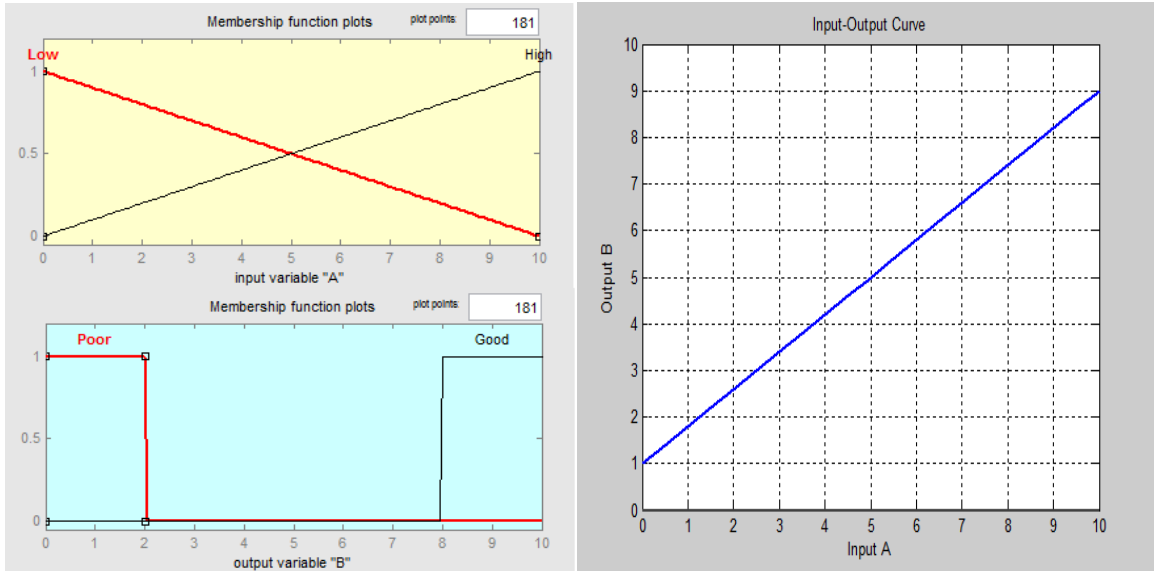 Membership function plots plot points: 181
Low High
1
0.5
0
0 1 2 3 4 5 6 7 8 9 10
input variable "A"
Membership function plots plot points: 181
Poor Good
1
0.5
0
0 1 2 3 4 5 6 7 8 9 10
output variable "B"
Input-Output Curve
10
9
8
7
6
5
4
3
2
1
0
Output B
0 1 2 3 4 5 6 7 8 9 10
Input A